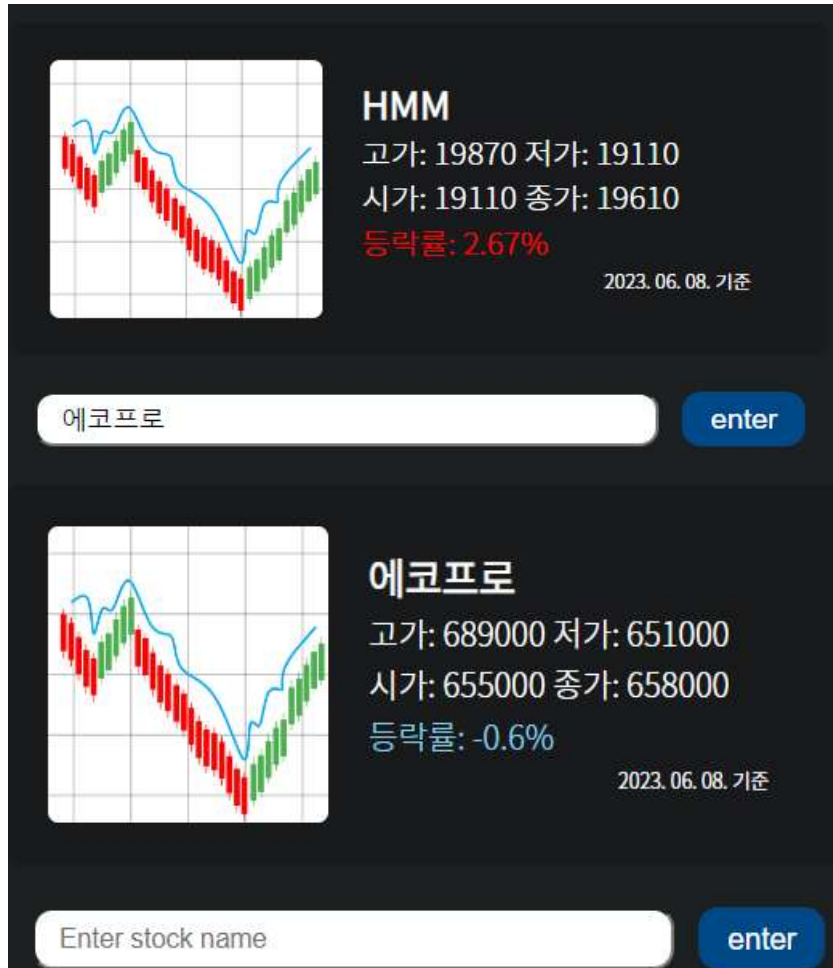 HMM
고가: 19870 저가: 19110
시가: 19110 종가: 19610
등락률: 2.67%
2023. 06. 08. 기준
에코프로
enter
에코프로
고가: 689000 저가: 651000
시가: 655000 종가: 658000
등락률: -0.6%
2023. 06. 08. 기준
Enter stock name
enter